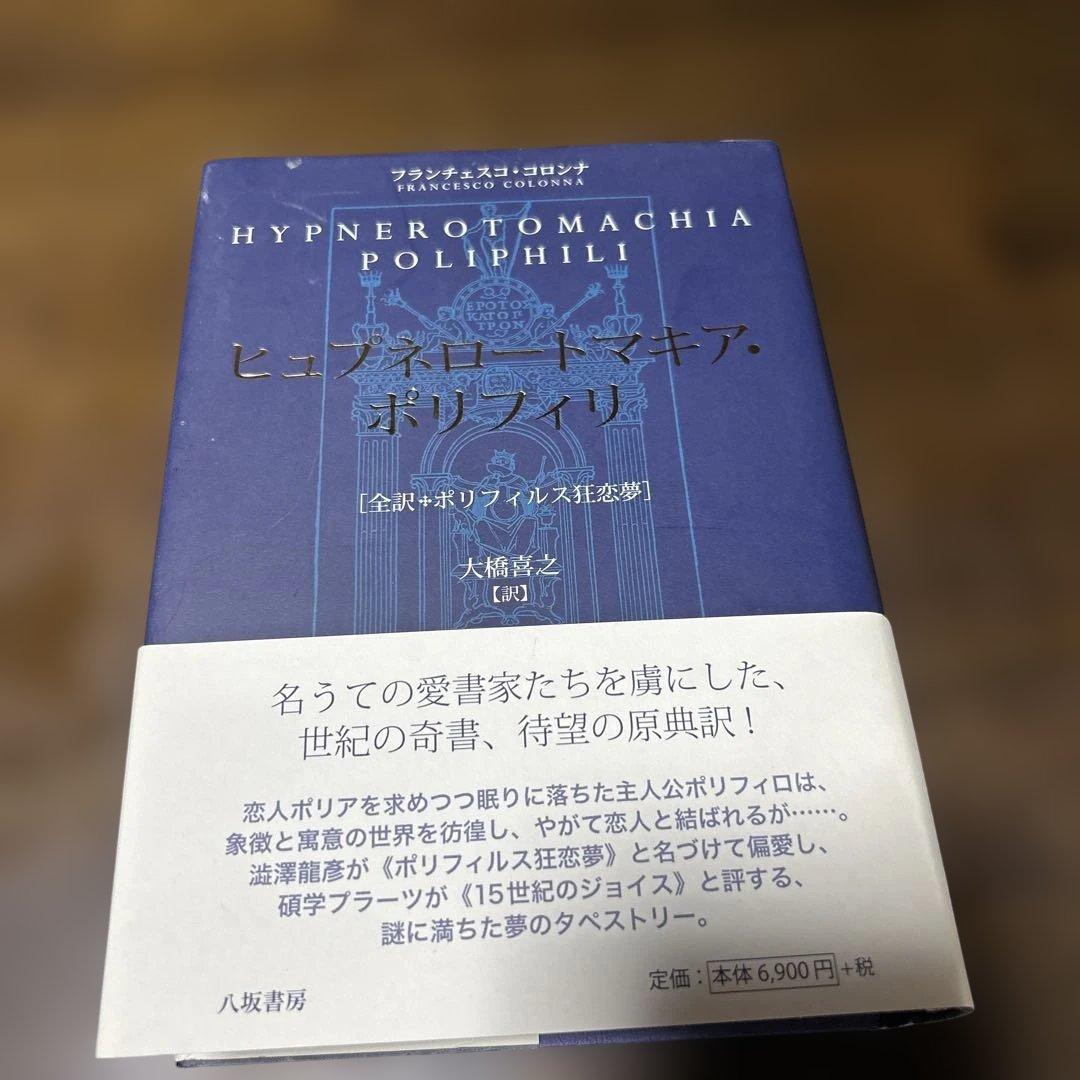 フランチェスコ・コロンナ
FRANCESCO COLONNA
HYPNEROTOMACHIA
POLIPHILI
ΕΡΟΤΟΣ
ΚΑΤΟΠ
ΤΡΟΝ
ヒュプネロートマキア・
ポリフィリ
［全訳✣ポリフィルス狂恋夢］
大橋喜之
【訳】
名うての愛書家たちを虜にした、
世紀の奇書、待望の原典訳！
恋人ポリアを求めつつ眠りに落ちた主人公ポリフィロは、
象徴と寓意の世界を彷徨し、やがて恋人と結ばれるが……。
澁澤龍彥が《ポリフィルス狂恋夢》と名づけて偏愛し、
碩学プラーツが《15世紀のジョイス》と評する、
謎に満ちた夢のタペストリー。
定価：本体6,900円+税
八坂書房